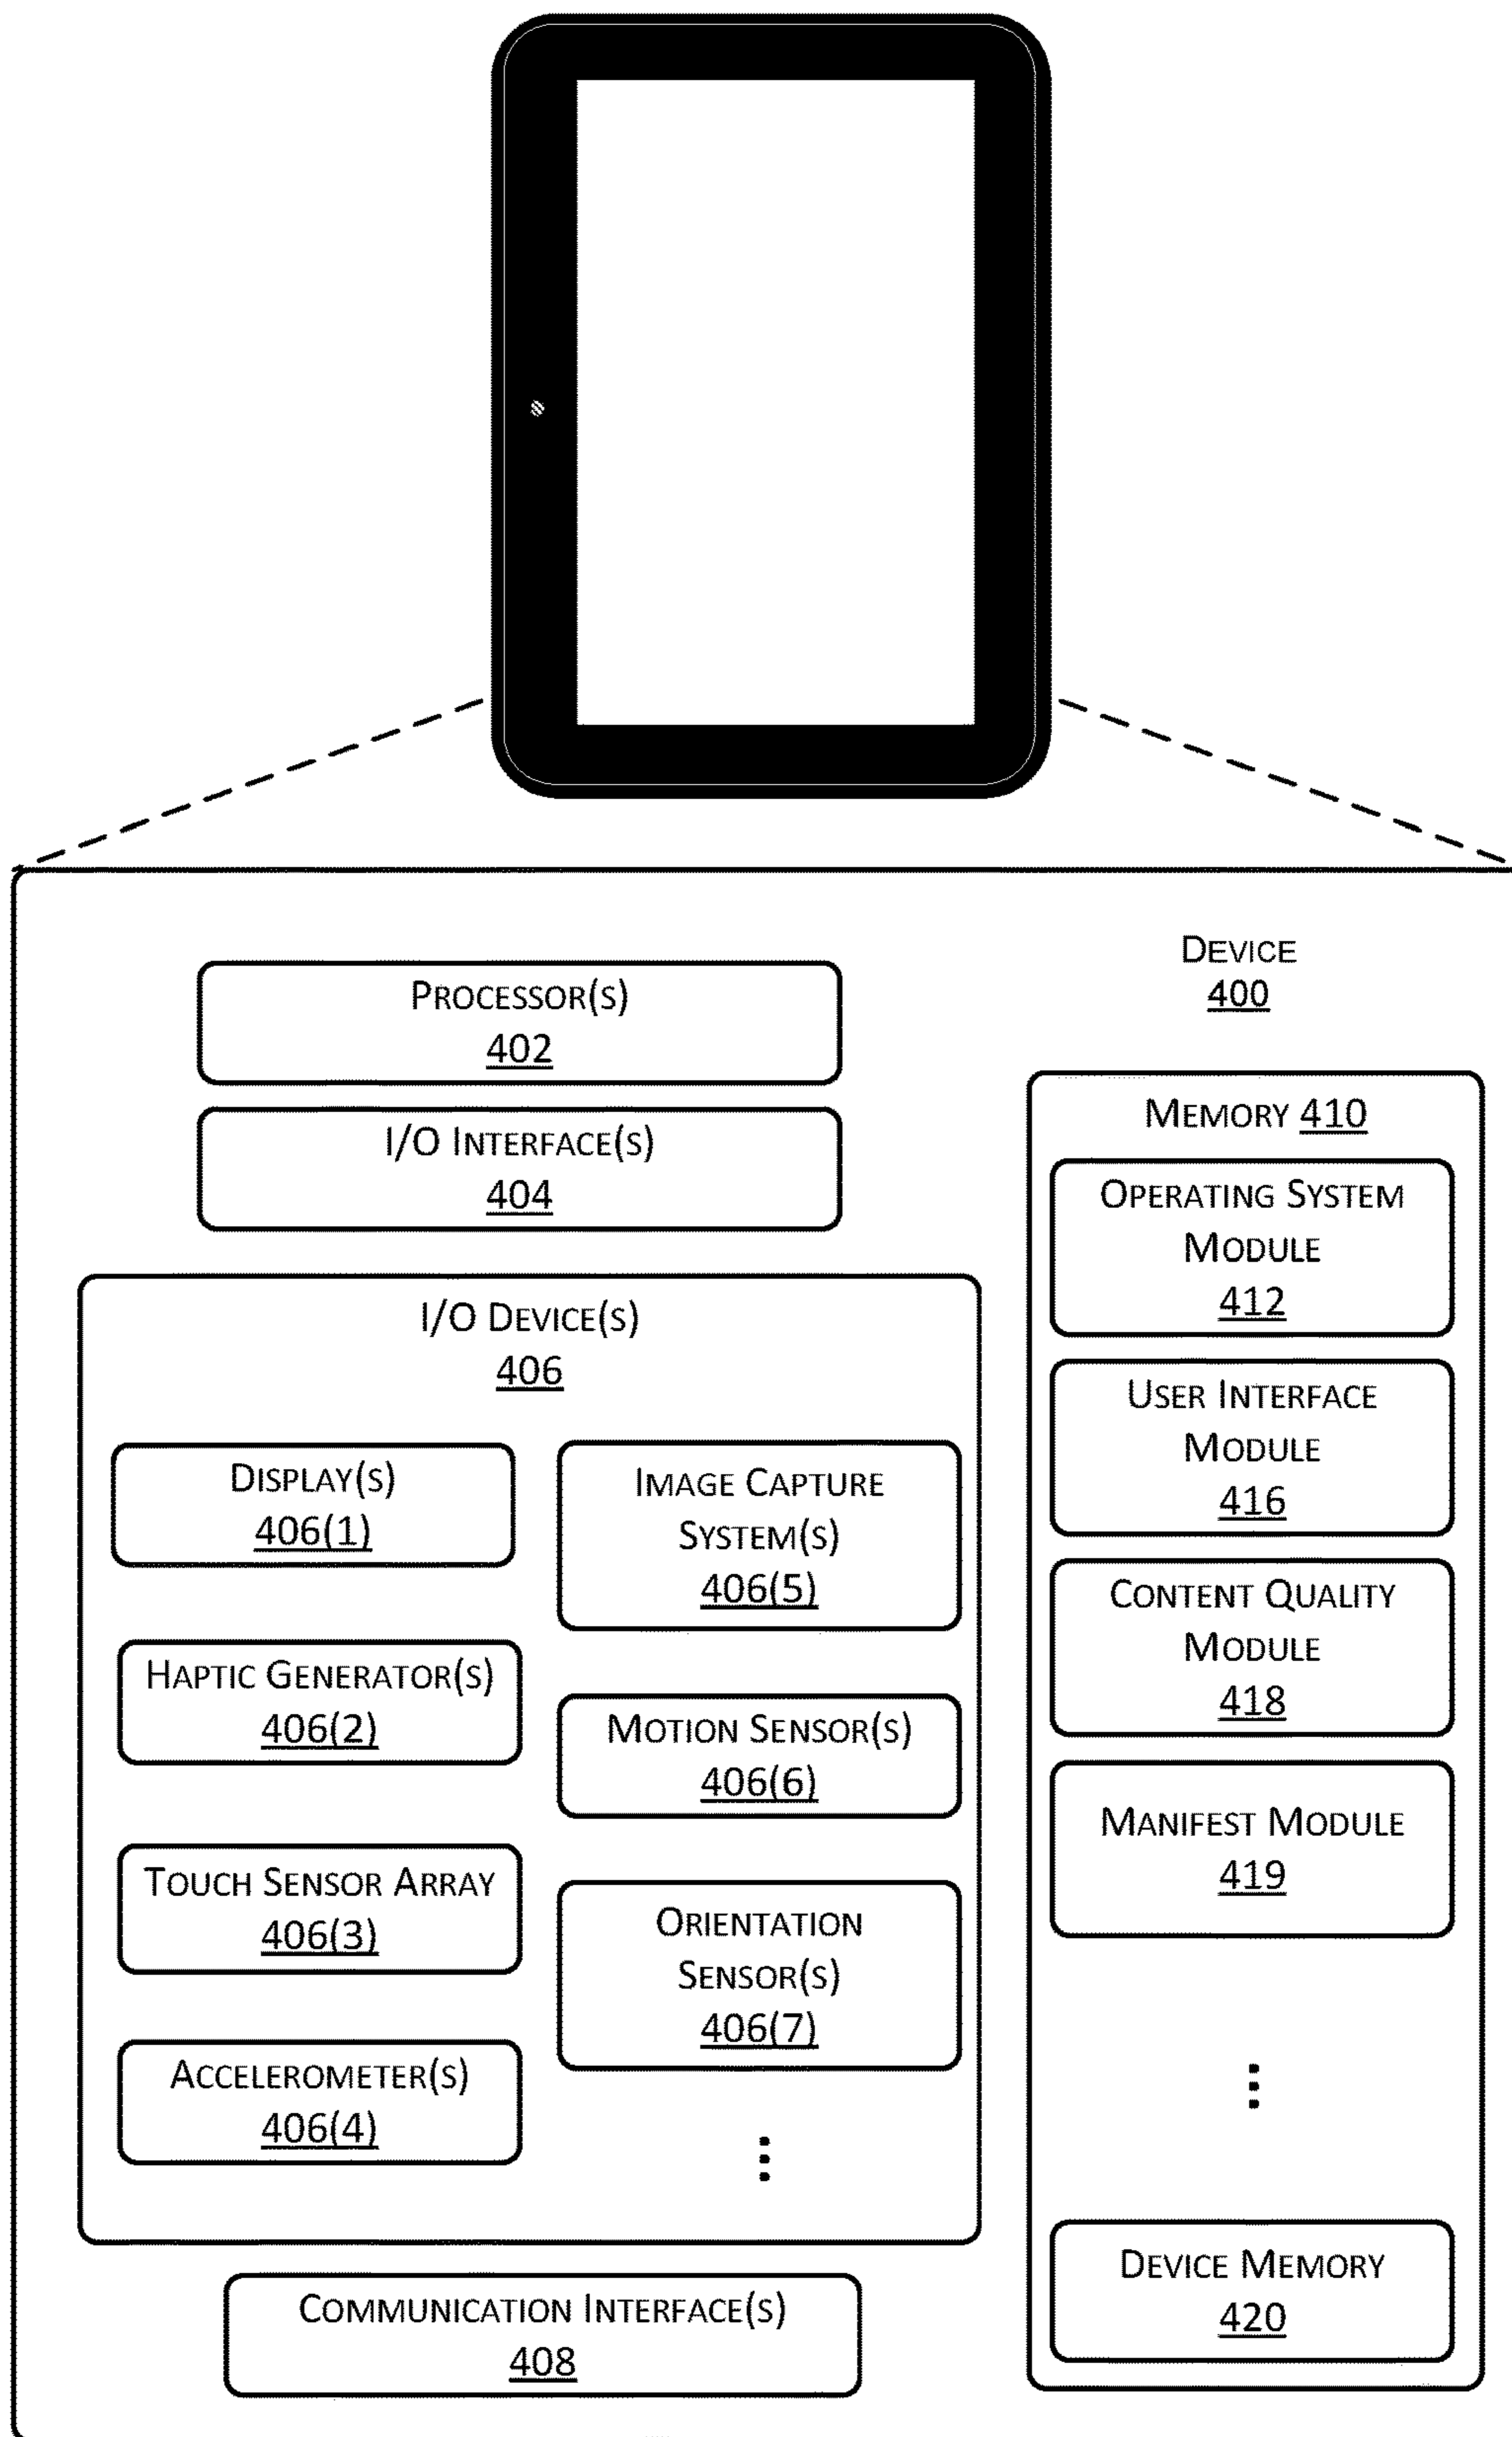 DEVICE
400
PROCESSOR(S)
402
I/O INTERFACE(S)
404
I/O DEVICE(S)
406
DISPLAY(S)
406(1)
HAPTIC GENERATOR(S)
406(2)
TOUCH SENSOR ARRAY
406(3)
ACCELEROMETER(S)
406(4)
IMAGE CAPTURE
SYSTEM(S)
406(5)
MOTION SENSOR(S)
406(6)
ORIENTATION
SENSOR(S)
406(7)
⋮
COMMUNICATION INTERFACE(S)
408
MEMORY 410
OPERATING SYSTEM
MODULE
412
USER INTERFACE
MODULE
416
CONTENT QUALITY
MODULE
418
MANIFEST MODULE
419
⋮
DEVICE MEMORY
420